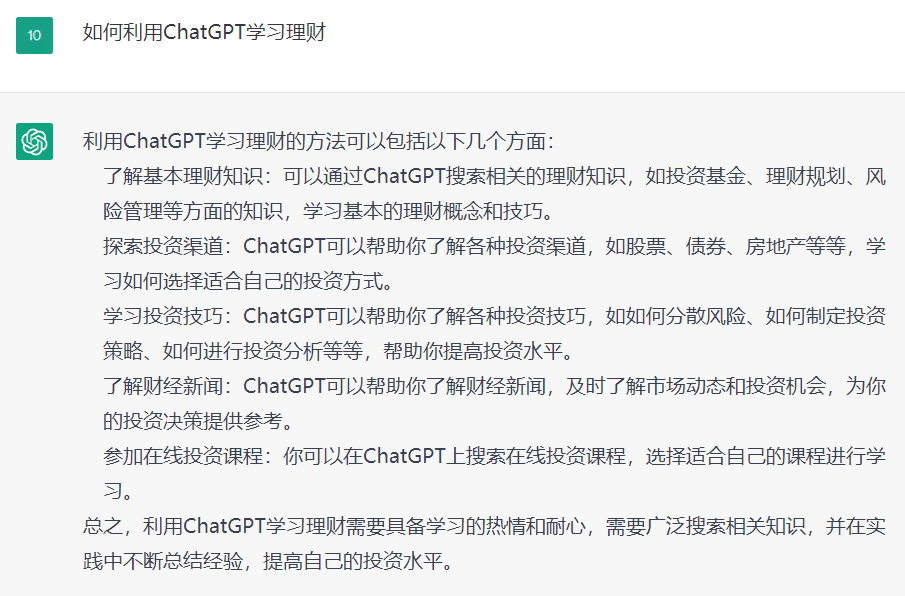 10
如何利用ChatGPT学习理财
利用ChatGPT学习理财的方法可以包括以下几个方面：
了解基本理财知识：可以通过ChatGPT搜索相关的理财知识，如投资基金、理财规划、风
险管理等方面的知识，学习基本的理财概念和技巧。
探索投资渠道：ChatGPT可以帮助你了解各种投资渠道，如股票、债券、房地产等等，学
习如何选择适合自己的投资方式。
学习投资技巧：ChatGPT可以帮助你了解各种投资技巧，如如何分散风险、如何制定投资
策略、如何进行投资分析等等，帮助你提高投资水平。
了解财经新闻：ChatGPT可以帮助你了解财经新闻，及时了解市场动态和投资机会，为你
的投资决策提供参考。
参加在线投资课程：你可以在ChatGPT上搜索在线投资课程，选择适合自己的课程进行学
习。
总之，利用ChatGPT学习理财需要具备学习的热情和耐心，需要广泛搜索相关知识，并在实
践中不断总结经验，提高自己的投资水平。